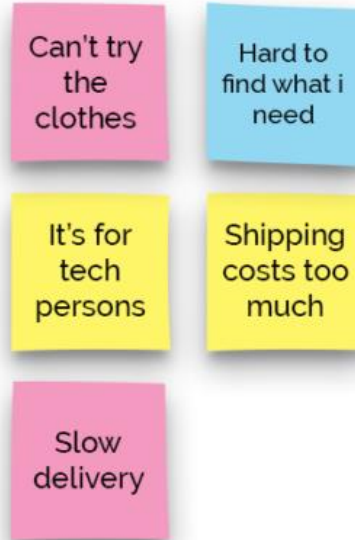 Can't try
the
clothes
Hard to
find what i
need
It's for
tech
persons
Shipping
costs too
much
Slow
delivery